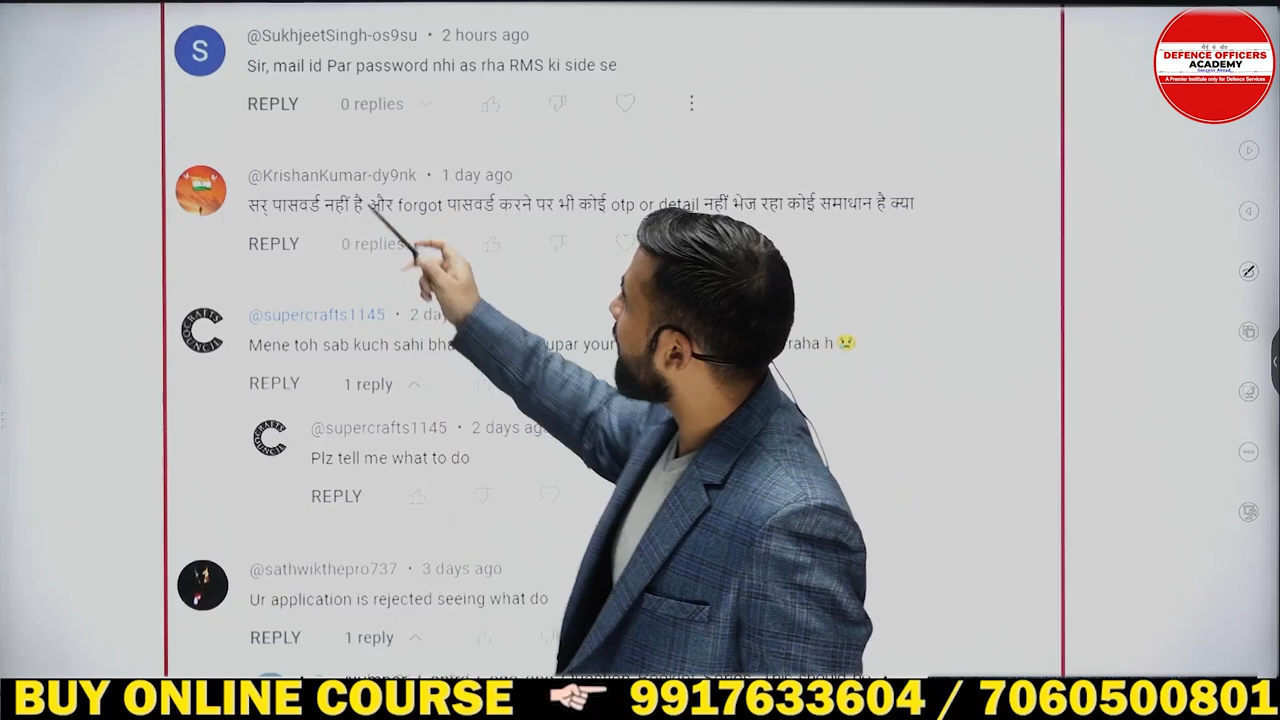 @SukhjeetSingh-os9su • 2 hours ago
Sir, mail id Par password nhi as rha RMS ki side se
REPLY 0 replies
@KrishanKumar-dy9nk • 1 day ago
सर् पासवर्ड नहीं है और forgot पासवर्ड करने पर भी कोई otp or detail नहीं भेज रहा कोई समाधान है क्या
REPLY 0 replies
@supercrafts1145 • 2 day
Mene toh sab kuch sahi bha upar your raha h
REPLY 1 reply
@supercrafts1145 • 2 days ag
Plz tell me what to do
REPLY
@sathwikthepro737 • 3 days ago
Ur application is rejected seeing what do
REPLY 1 reply
DEFENCE OFFICERS
ACADEMY
Success Ahead...
A Premier Institute only for Defence Services
BUY ONLINE COURSE 9917633604 / 7060500801